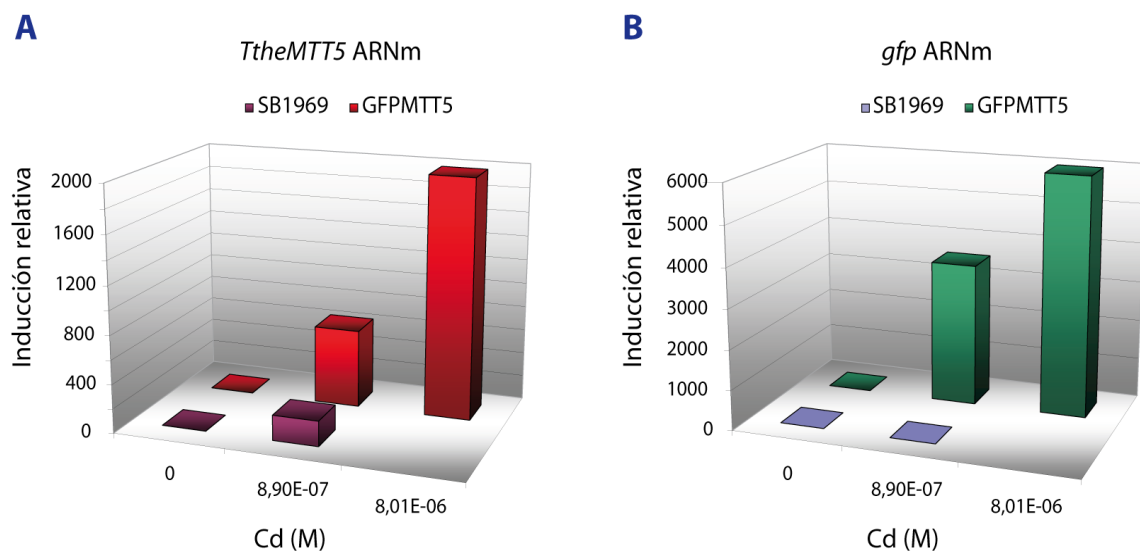 A
TtheMTT5 ARNm
SB1969 GFPMTT5
Inducción relativa
2000
1600
1200
800
400
0
0
8,90E-07
8,01E-06
Cd (M)
B
gfp ARNm
SB1969 GFPMTT5
Inducción relativa
6000
5000
4000
3000
2000
1000
0
0
8,90E-07
8,01E-06
Cd (M)